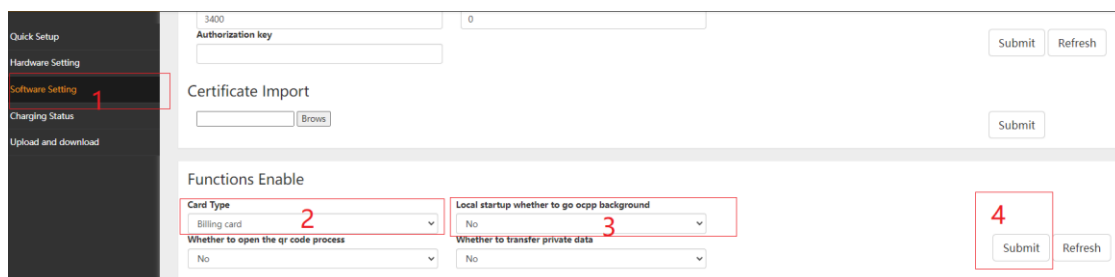 3400
0
Quick Setup
Authorization key
Submit
Refresh
Hardware Setting
Software Setting
1
Certificate Import
Charging Status
Brows
Submit
Upload and download
Functions Enable
Card Type
Local startup whether to go ocpp background
Billing card
2
No
3
4
Whether to open the qr code process
Whether to transfer private data
Submit
Refresh
No
No